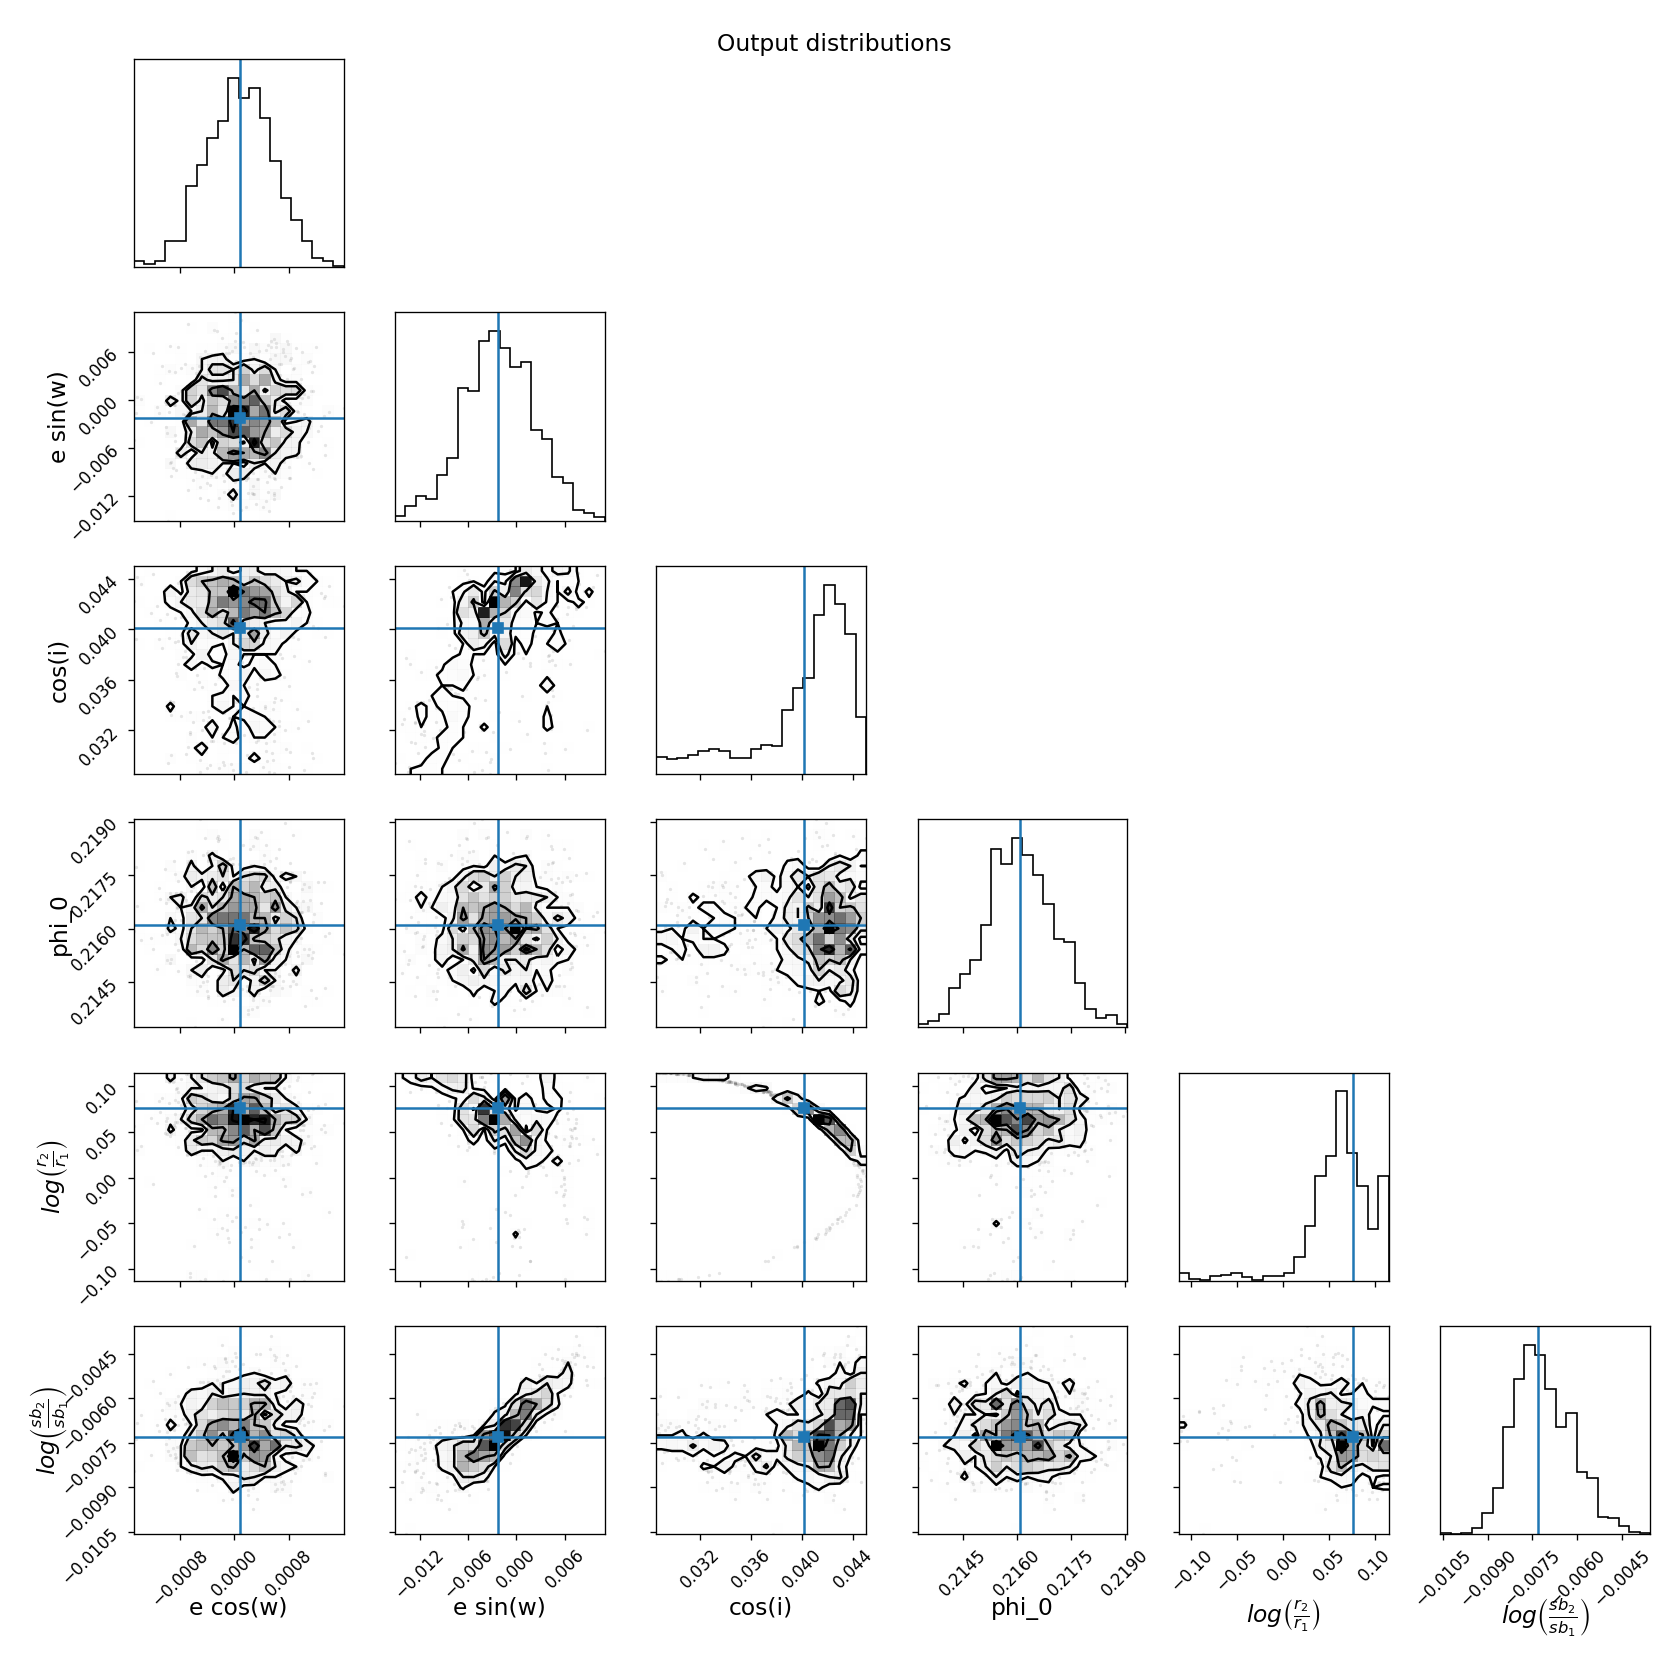 Output distributions
e sin(w)
0.006
0.000
−0.006
−0.012
cos(i)
0.044
0.040
0.036
0.032
phi_0
0.2190
0.2175
0.2160
0.2145
log(r2/r1)
0.10
0.05
0.00
−0.05
−0.10
log(sb2/sb1)
−0.0045
−0.0060
−0.0075
−0.0090
−0.0105
−0.0008 0.0000 0.0008 −0.012 −0.006 0.000 0.006 0.032 0.036 0.040 0.044 0.2145 0.2160 0.2175 0.2190 −0.10 −0.05 0.00 0.05 0.10 −0.0105 −0.0090 −0.0075 −0.0060 −0.0045
e cos(w) e sin(w) cos(i) phi_0 log(r2/r1) log(sb2/sb1)